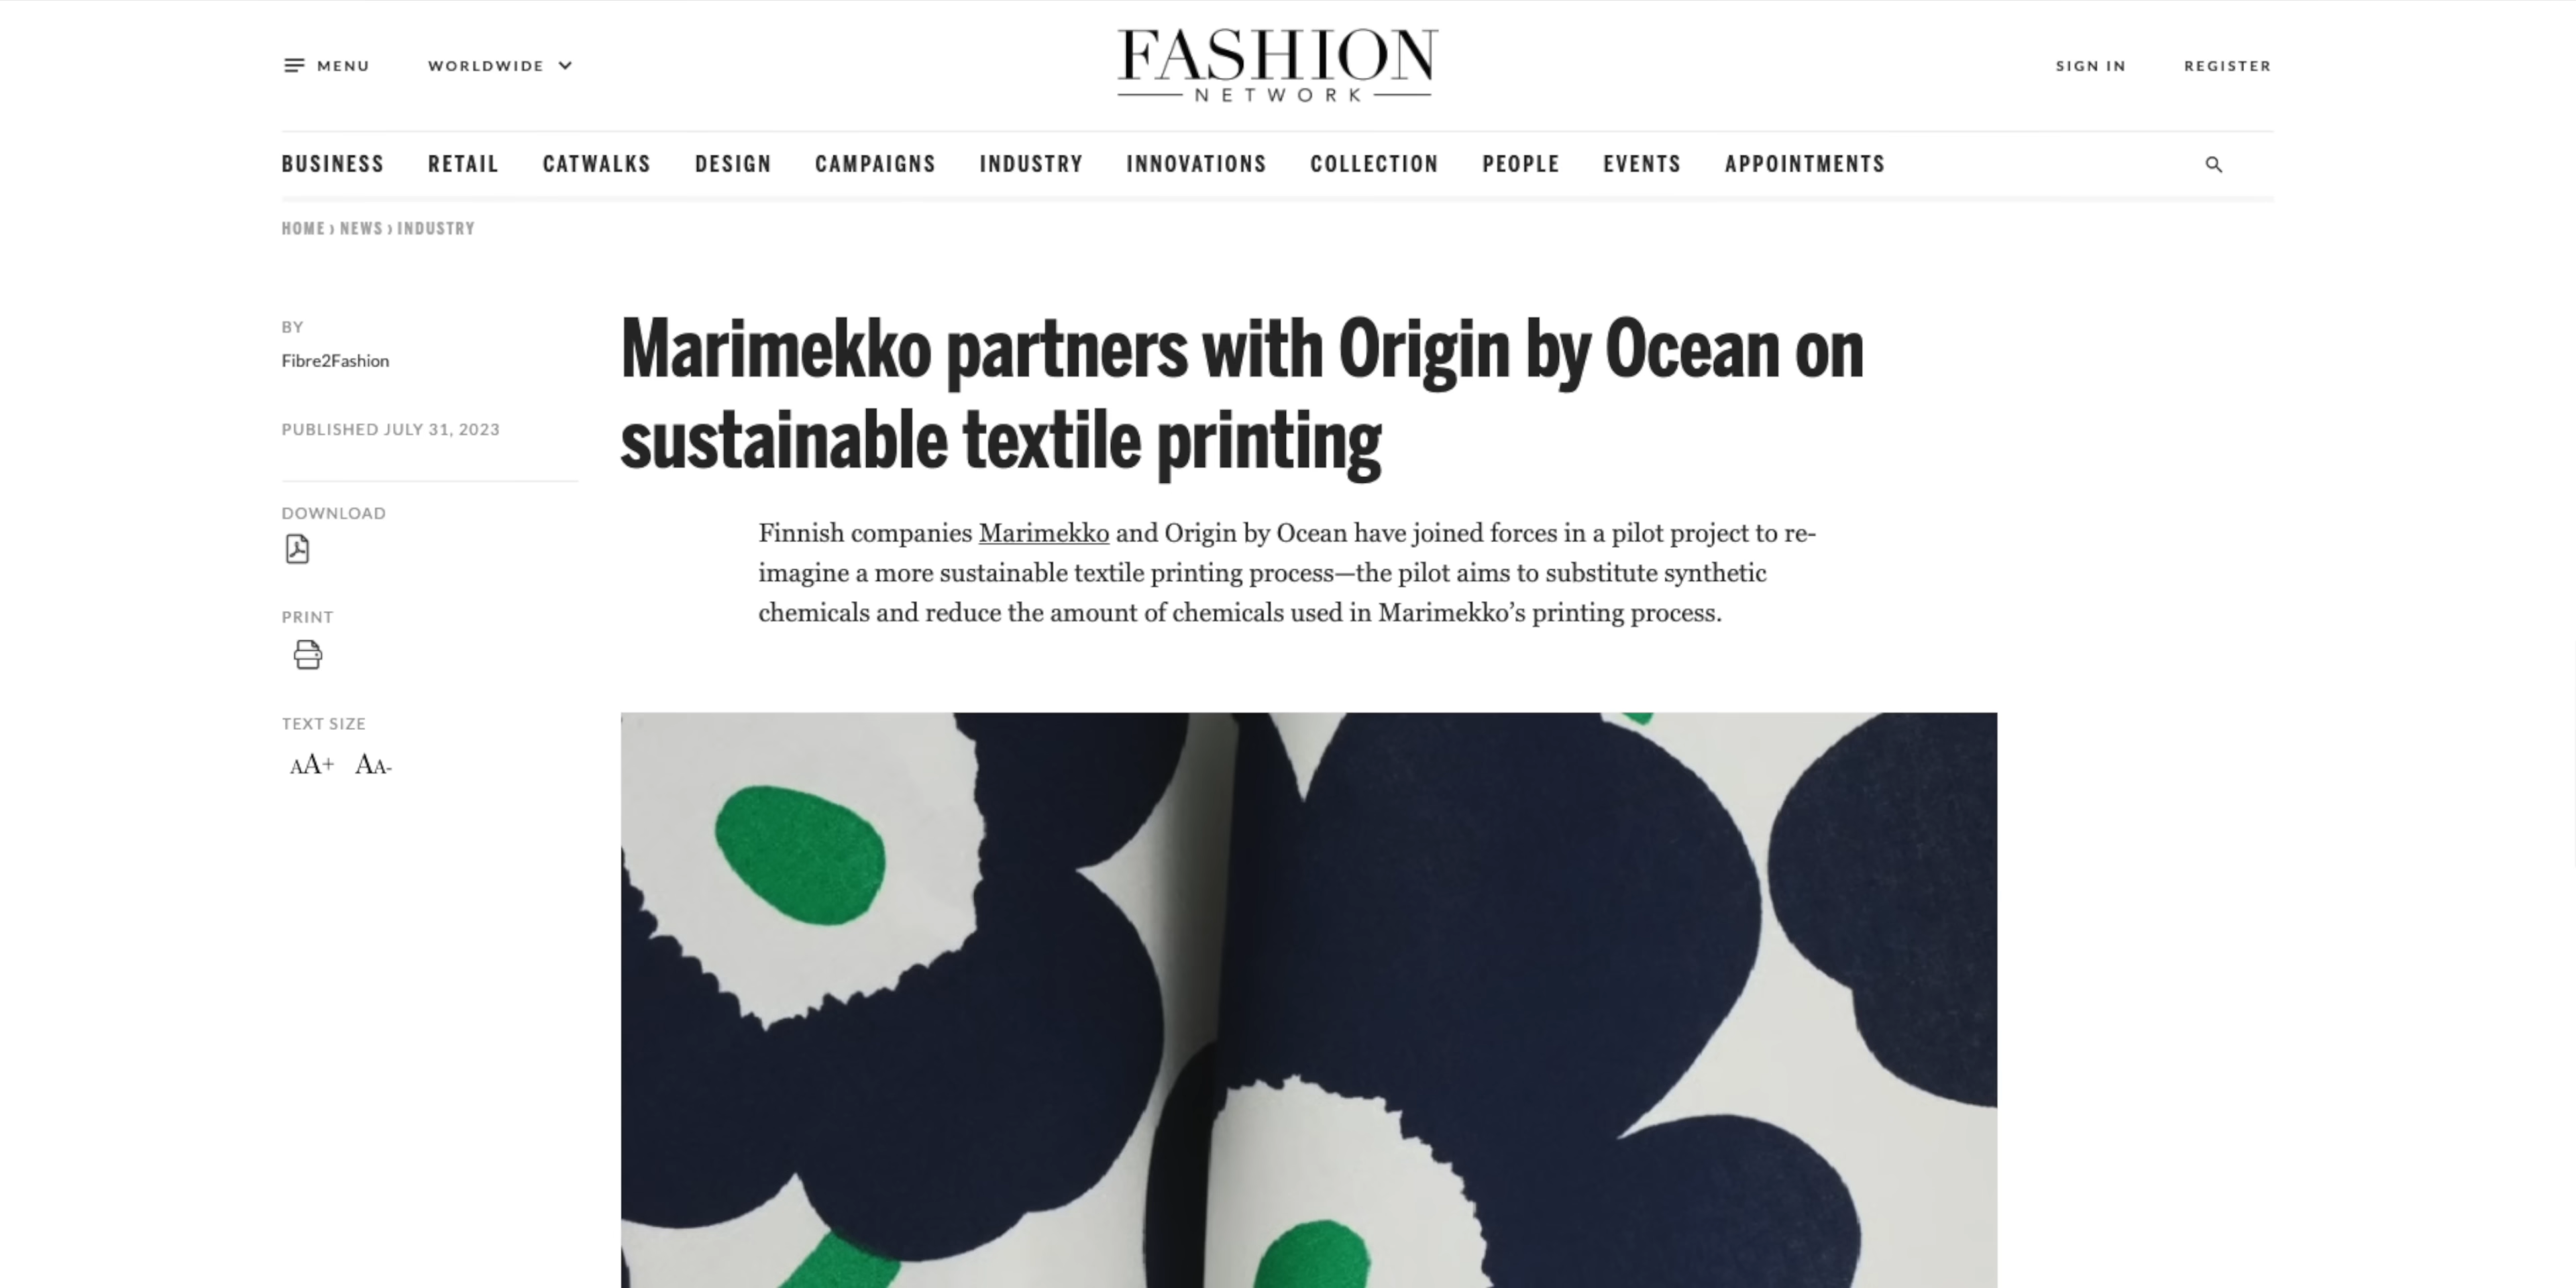 MENU
WORLDWIDE
FASHION
NETWORK
SIGN IN
REGISTER
BUSINESS RETAIL CATWALKS DESIGN CAMPAIGNS INDUSTRY INNOVATIONS COLLECTION PEOPLE EVENTS APPOINTMENTS
HOME › NEWS › INDUSTRY
BY
Fibre2Fashion
PUBLISHED JULY 31, 2023
DOWNLOAD
PRINT
TEXT SIZE
AA+ AA-
Marimekko partners with Origin by Ocean on
sustainable textile printing
Finnish companies Marimekko and Origin by Ocean have joined forces in a pilot project to re-
imagine a more sustainable textile printing process—the pilot aims to substitute synthetic
chemicals and reduce the amount of chemicals used in Marimekko’s printing process.